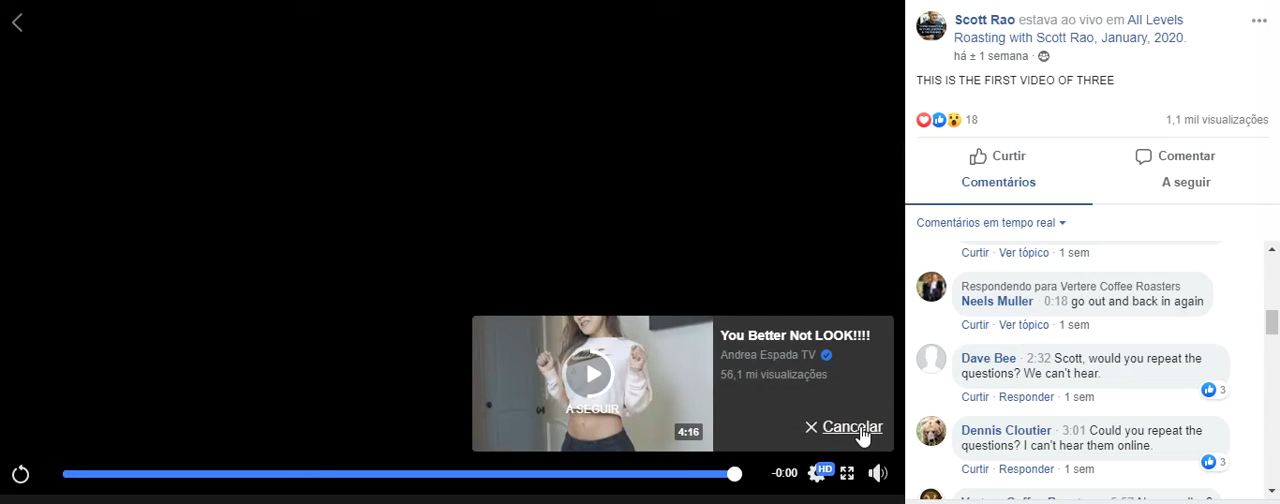 Scott Rao estava ao vivo em All Levels
Roasting with Scott Rao, January, 2020.
há ± 1 semana ·
THIS IS THE FIRST VIDEO OF THREE
18
1,1 mil visualizações
Curtir
Comentar
Comentários
A seguir
Comentários em tempo real
Curtir · Ver tópico · 1 sem
Respondendo para Vertere Coffee Roasters
Neels Muller 0:18 go out and back in again
Curtir · Ver tópico · 1 sem
Dave Bee · 2:32 Scott, would you repeat the
questions? We can't hear.
3
Curtir · Responder · 1 sem
Dennis Cloutier · 3:01 Could you repeat the
questions? I can't hear them online.
3
Curtir · Responder · 1 sem
You Better Not LOOK!!!!
Andrea Espada TV
56,1 mi visualizações
A SEGUIR
4:16
Cancelar
-0:00
HD